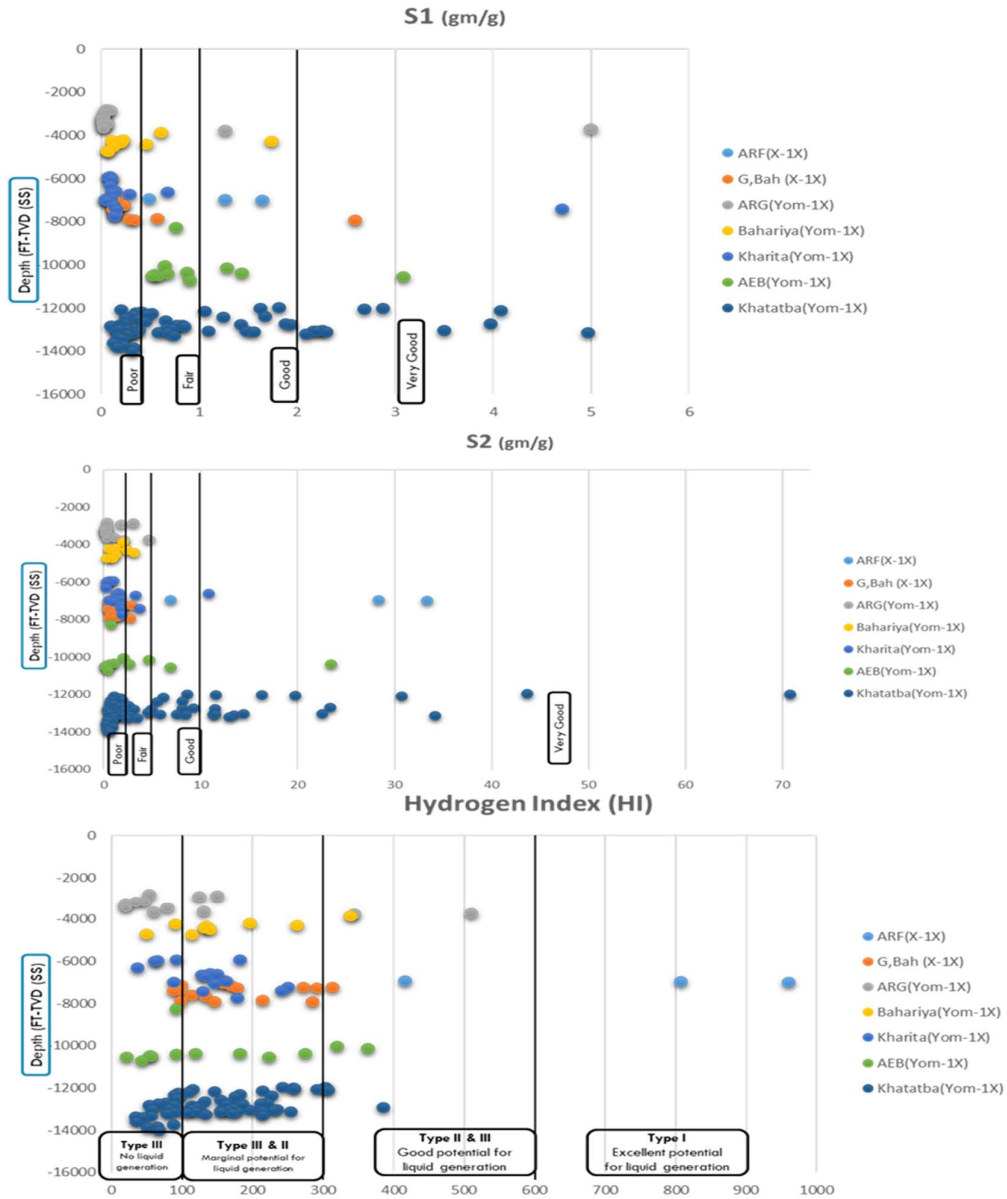 S1 (gm/g)
0
-2000
-4000
-6000
-8000
-10000
-12000
-14000
-16000
Depth (FT-TVD (SS)
Poor
Fair
Good
Very Good
0 1 2 3 4 5 6
ARF(X-1X)
G,Bah (X-1X)
ARG(Yom-1X)
Bahariya(Yom-1X)
Kharita(Yom-1X)
AEB(Yom-1X)
Khatatba(Yom-1X)
S2 (gm/g)
0
-2000
-4000
-6000
-8000
-10000
-12000
-14000
-16000
Depth (FT-TVD (SS)
Poor
Fair
Good
Very Good
0 10 20 30 40 50 60 70
ARF(X-1X)
G,Bah (X-1X)
ARG(Yom-1X)
Bahariya(Yom-1X)
Kharita(Yom-1X)
AEB(Yom-1X)
Khatatba(Yom-1X)
Hydrogen Index (HI)
0
-2000
-4000
-6000
-8000
-10000
-12000
-14000
-16000
Depth (FT-TVD (SS)
Type III
No liquid
generation
Type III & II
Marginal potential for
liquid generation
Type II & III
Good potential for
liquid generation
Type I
Excellent potential
for liquid generation
0 100 200 300 400 500 600 700 800 900 1000
ARF(X-1X)
G,Bah (X-1X)
ARG(Yom-1X)
Bahariya(Yom-1X)
Kharita(Yom-1X)
AEB(Yom-1X)
Khatatba(Yom-1X)